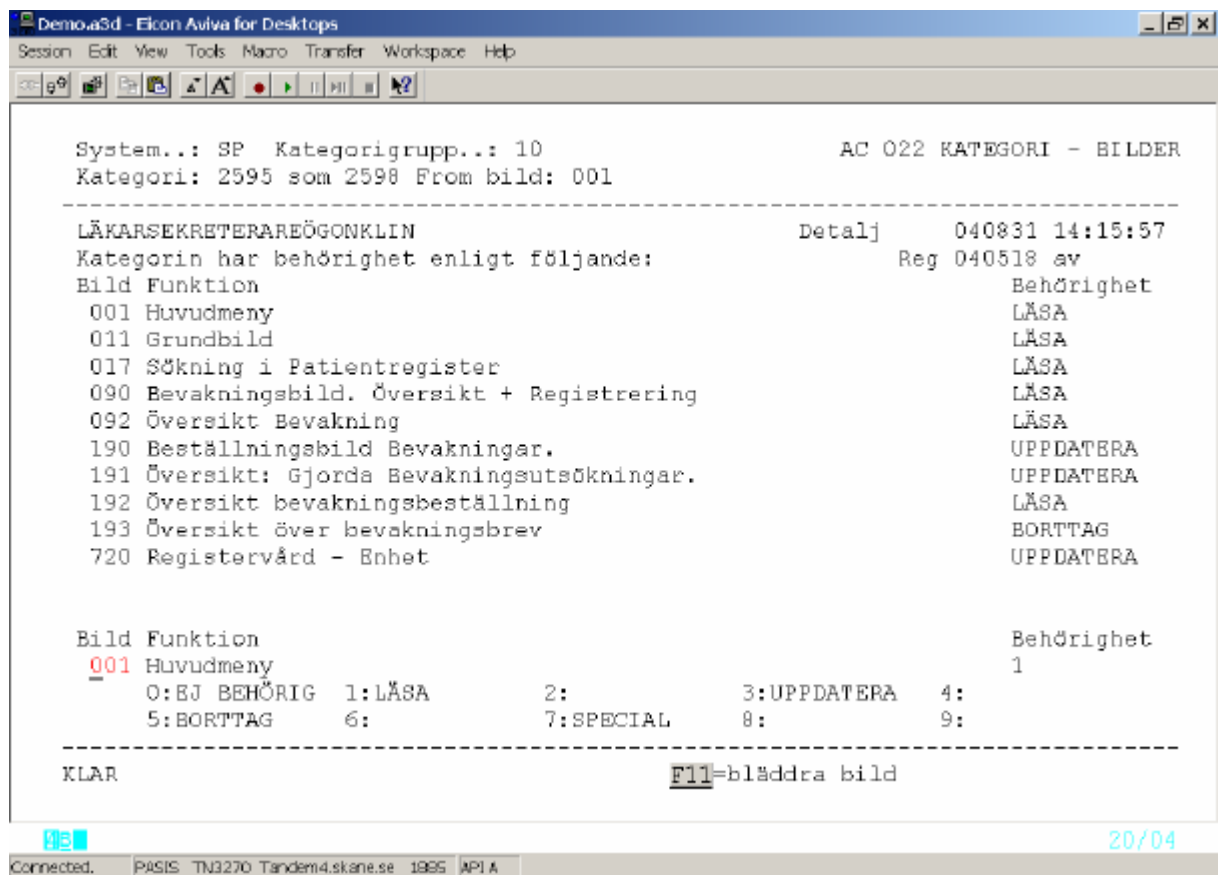 Demo.a3d - Eicon Aviva for Desktops
Session Edit View Tools Macro Transfer Workspace Help
System..: SP Kategorigrupp..: 10 AC 022 KATEGORI - BILDER
Kategori: 2595 som 2598 From bild: 001
LÄKARSEKRETERAREÖGONKLIN Detalj 040831 14:15:57
Kategorin har behörighet enligt följande: Reg 040518 av
Bild Funktion Behörighet
001 Huvudmeny LÄSA
011 Grundbild LÄSA
017 Sökning i Patientregister LÄSA
090 Bevakningsbild. Översikt + Registrering LÄSA
092 Översikt Bevakning LÄSA
190 Beställningsbild Bevakningar. UPPDATERA
191 Översikt: Gjorda Bevakningsutsökningar. UPPDATERA
192 Översikt bevakningsbeställning LÄSA
193 Översikt över bevakningsbrev BORTTAG
720 Registervård - Enhet UPPDATERA
Bild Funktion Behörighet
001 Huvudmeny 1
0:EJ BEHÖRIG 1:LÄSA 2: 3:UPPDATERA 4:
5:BORTTAG 6: 7:SPECIAL 8: 9:
KLAR F11=bläddra bild
20/04
Connected. PASIS TN3270 Tandem4.skane.se API A